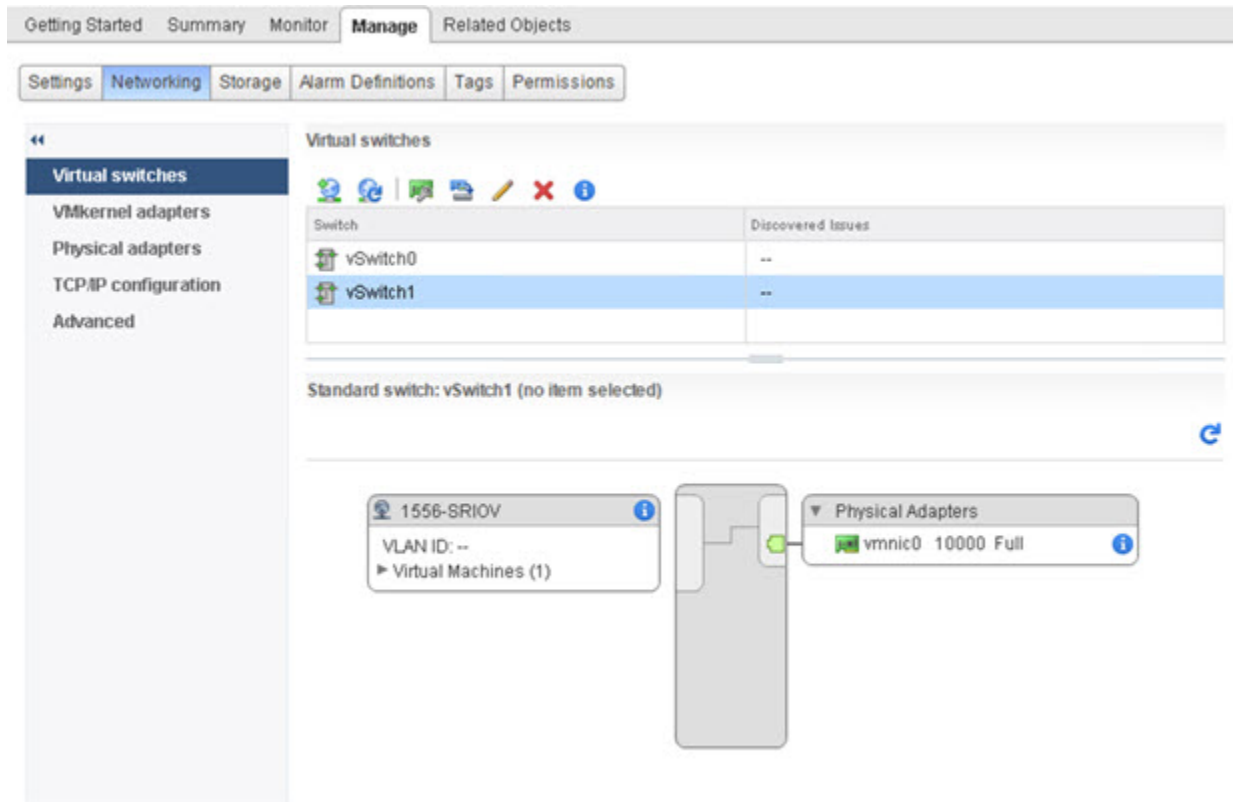 Getting Started Summary Monitor Manage Related Objects
Settings Networking Storage Alarm Definitions Tags Permissions
Virtual switches
VMkernel adapters
Physical adapters
TCP/IP configuration
Advanced
Virtual switches
Switch Discovered Issues
vSwitch0 --
vSwitch1 --
Standard switch: vSwitch1 (no item selected)
1556-SRIOV
VLAN ID: --
Virtual Machines (1)
Physical Adapters
vmnic0 10000 Full